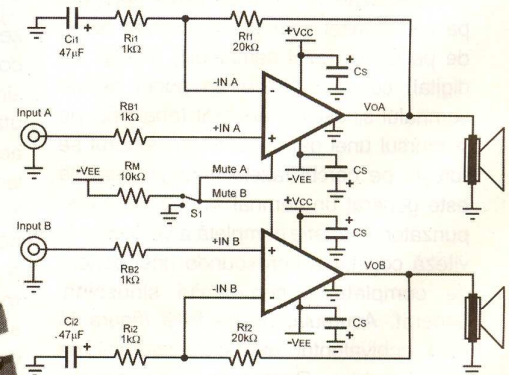 Ci1
47µF
+
Ri1
1kΩ
Rf1
20kΩ
+Vcc
+
Cs
-IN A
-
VOA
Input A
RB1
1kΩ
+IN A
+
-VEE
+
Cs
-VEE
RM
10kΩ
S1
Mute A
Mute B
+Vcc
+
Cs
Input B
RB2
1kΩ
+IN B
+
VOB
-IN B
-
-VEE
+
Cs
Ci2
47µF
+
Ri2
1kΩ
Rf2
20kΩ